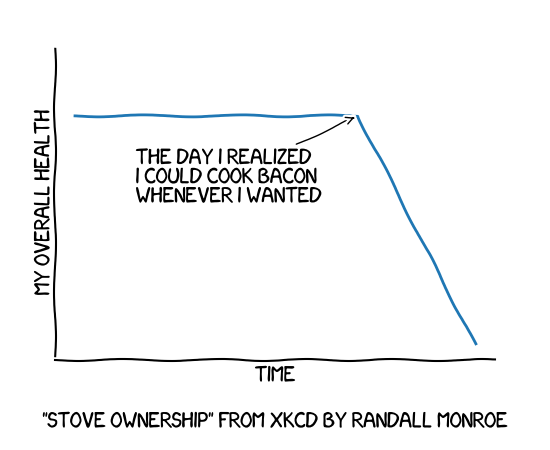 MY OVERALL HEALTH
THE DAY I REALIZED
I COULD COOK BACON
WHENEVER I WANTED
TIME
"STOVE OWNERSHIP" FROM XKCD BY RANDALL MONROE